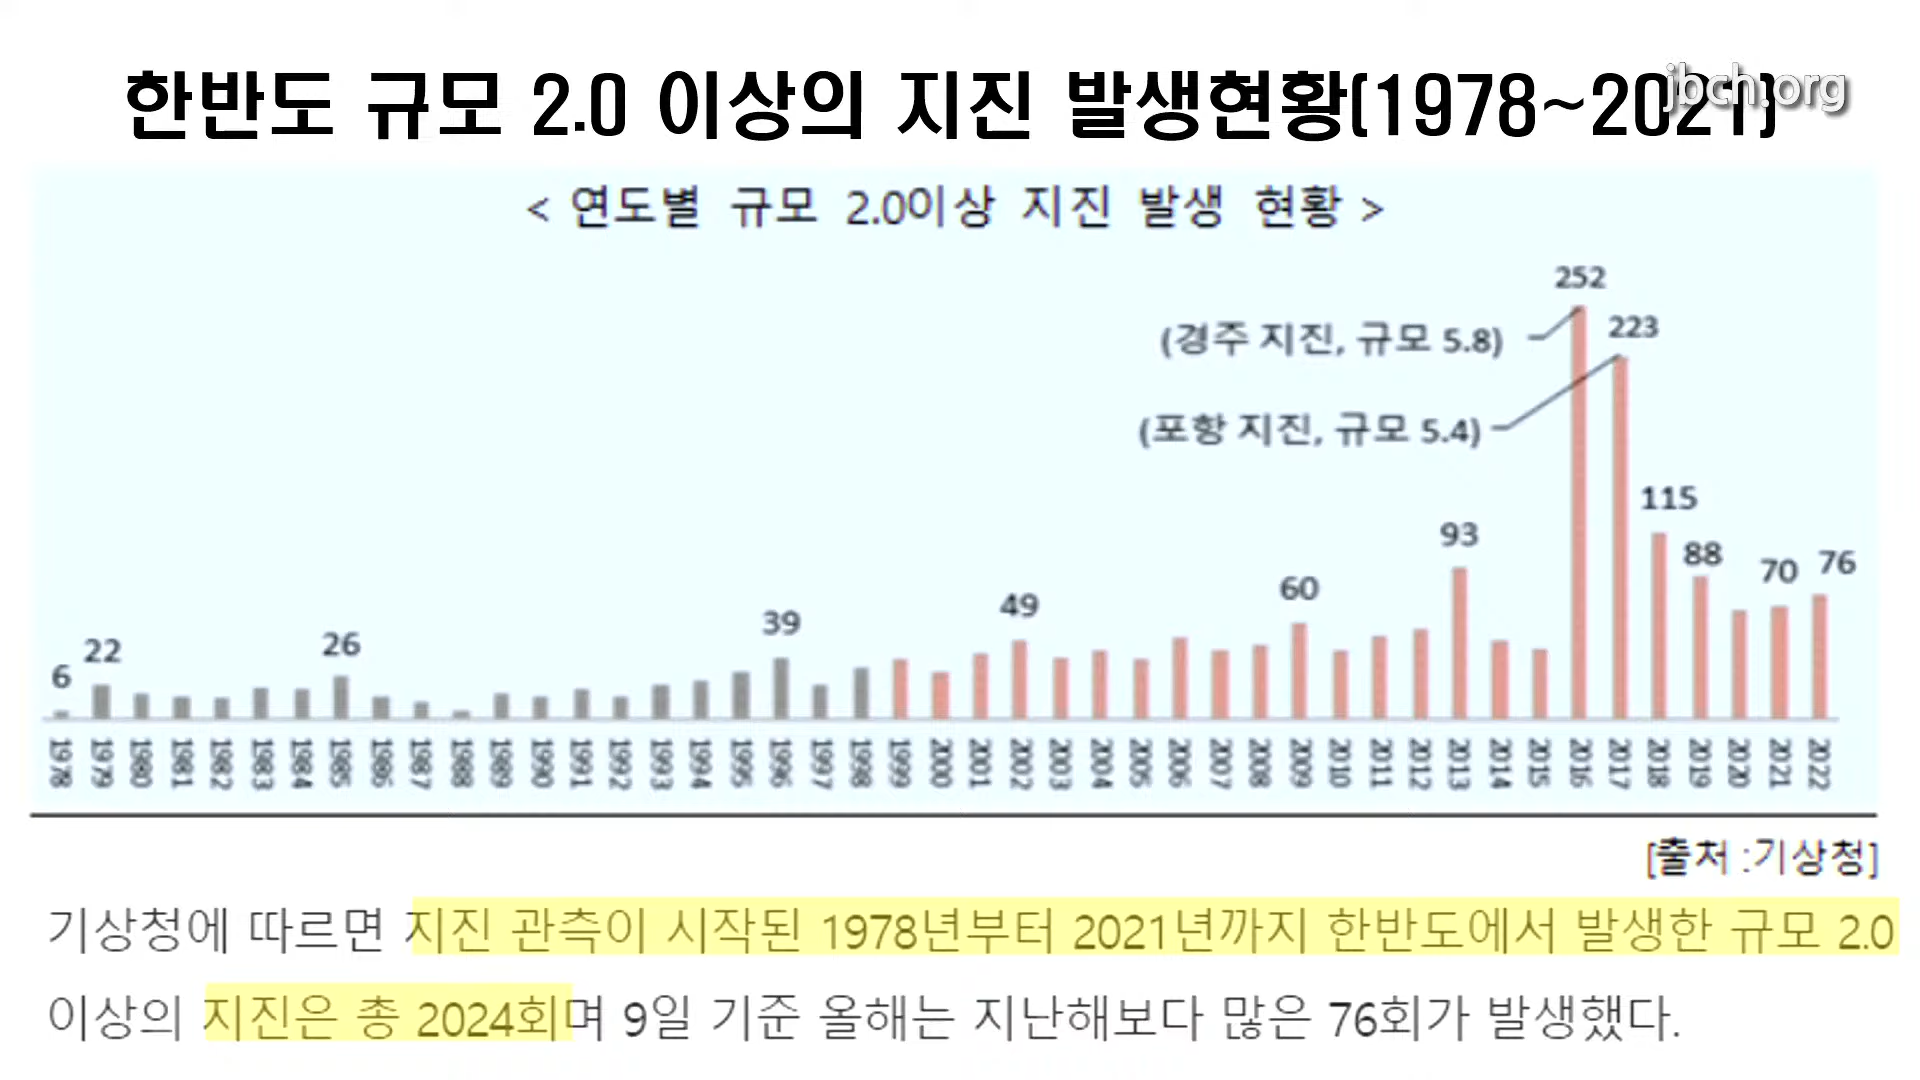 한반도 규모 2.0 이상의 지진 발생현황(1978~2021)
jbch.org
< 연도별 규모 2.0이상 지진 발생 현황 >
252
(경주 지진, 규모 5.8)
223
(포항 지진, 규모 5.4)
115
93
88
76
70
60
49
39
26
22
6
1978 1979 1980 1981 1982 1983 1984 1985 1986 1987 1988 1989 1990 1991 1992 1993 1994 1995 1996 1997 1998 1999 2000 2001 2002 2003 2004 2005 2006 2007 2008 2009 2010 2011 2012 2013 2014 2015 2016 2017 2018 2019 2020 2021 2022
[출처 :기상청]
기상청에 따르면 지진 관측이 시작된 1978년부터 2021년까지 한반도에서 발생한 규모 2.0
이상의 지진은 총 2024회며 9일 기준 올해는 지난해보다 많은 76회가 발생했다.